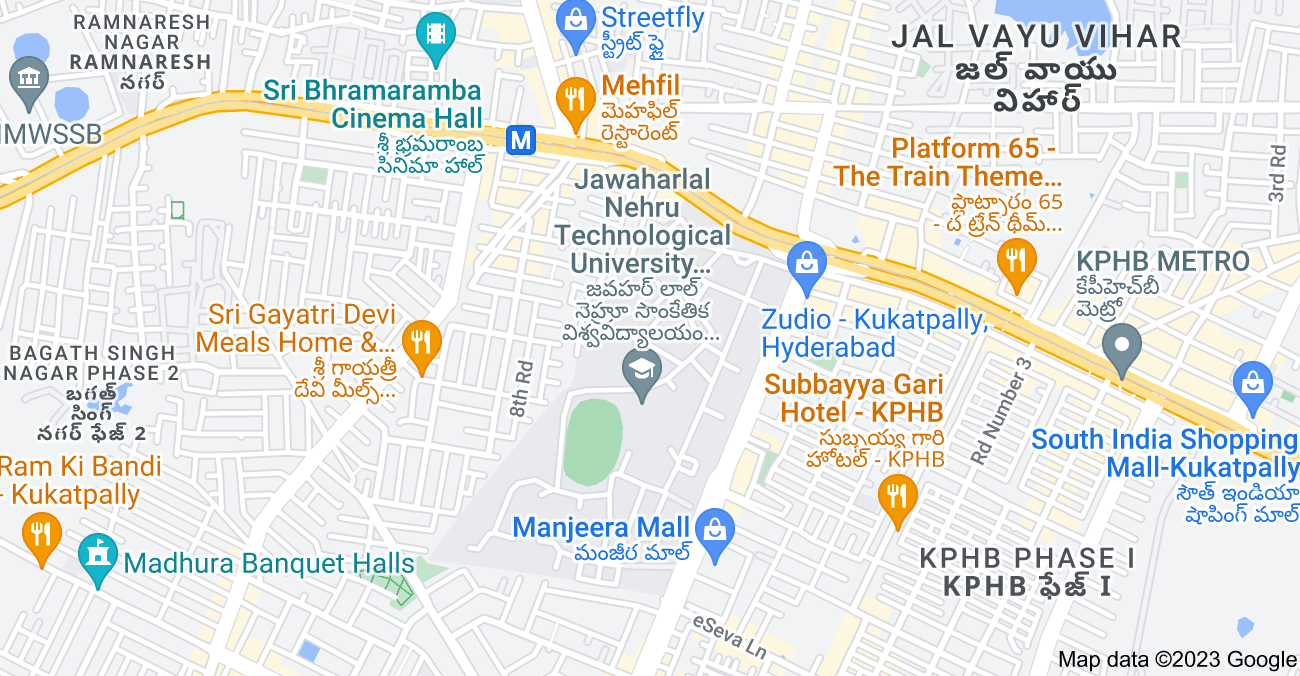 RAMNARESH
NAGAR
RAMNARESH
నగర్
Streetfly
స్ట్రీట్ ఫ్లై
JAL VAYU VIHAR
జల్ వాయు
విహార్
Sri Bhramaramba
Cinema Hall
శ్రీ భ్రమరాంబ
సినిమా హాల్
Mehfil
మెహఫిల్
రెస్టారెంట్
M
HMWSSB
Platform 65 -
The Train Theme...
ప్లాట్ఫారం 65
- ద ట్రేన్ థీమ్...
3rd Rd
Jawaharlal
Nehru
Technological
University...
జవహర్ లాల్
నెహ్రూ సాంకేతిక
విశ్వవిద్యాలయం...
KPHB METRO
కేపీహెచ్‌బీ
మెట్రో
Sri Gayatri Devi
Meals Home &...
శ్రీ గాయత్రీ
దేవి మీల్స్...
Zudio - Kukatpally,
Hyderabad
BAGATH SINGH
NAGAR PHASE 2
బగత్
సింగ్
నగర్ ఫేజ్ 2
8th Rd
Subbayya Gari
Hotel - KPHB
సుబ్బయ్య గారి
హోటల్ - KPHB
Rd Number 3
South India Shopping
Mall-Kukatpally
సౌత్ ఇండియా
షాపింగ్ మాల్
Ram Ki Bandi
- Kukatpally
Manjeera Mall
మంజీర మాల్
Madhura Banquet Halls
KPHB PHASE I
KPHB ఫేజ్ I
eSeva Ln
Map data ©2023 Google